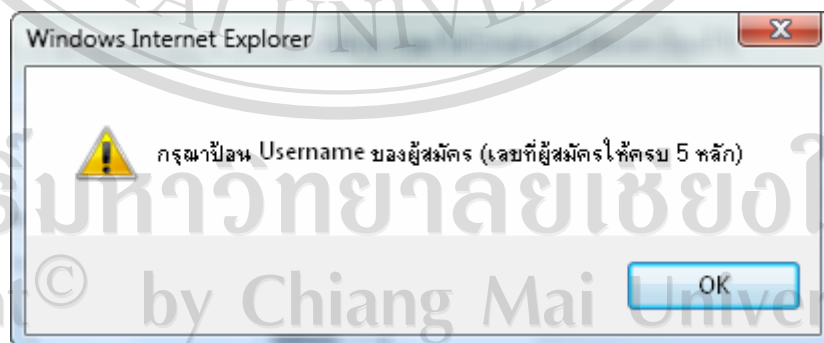 Windows Internet Explorer
กรุณาป้อน Username ของผู้สมัคร (เลขที่ผู้สมัครให้ครบ 5 หลัก)
มหาวิทยาลัยเชียงใ
OK
© by Chiang Mai Univer